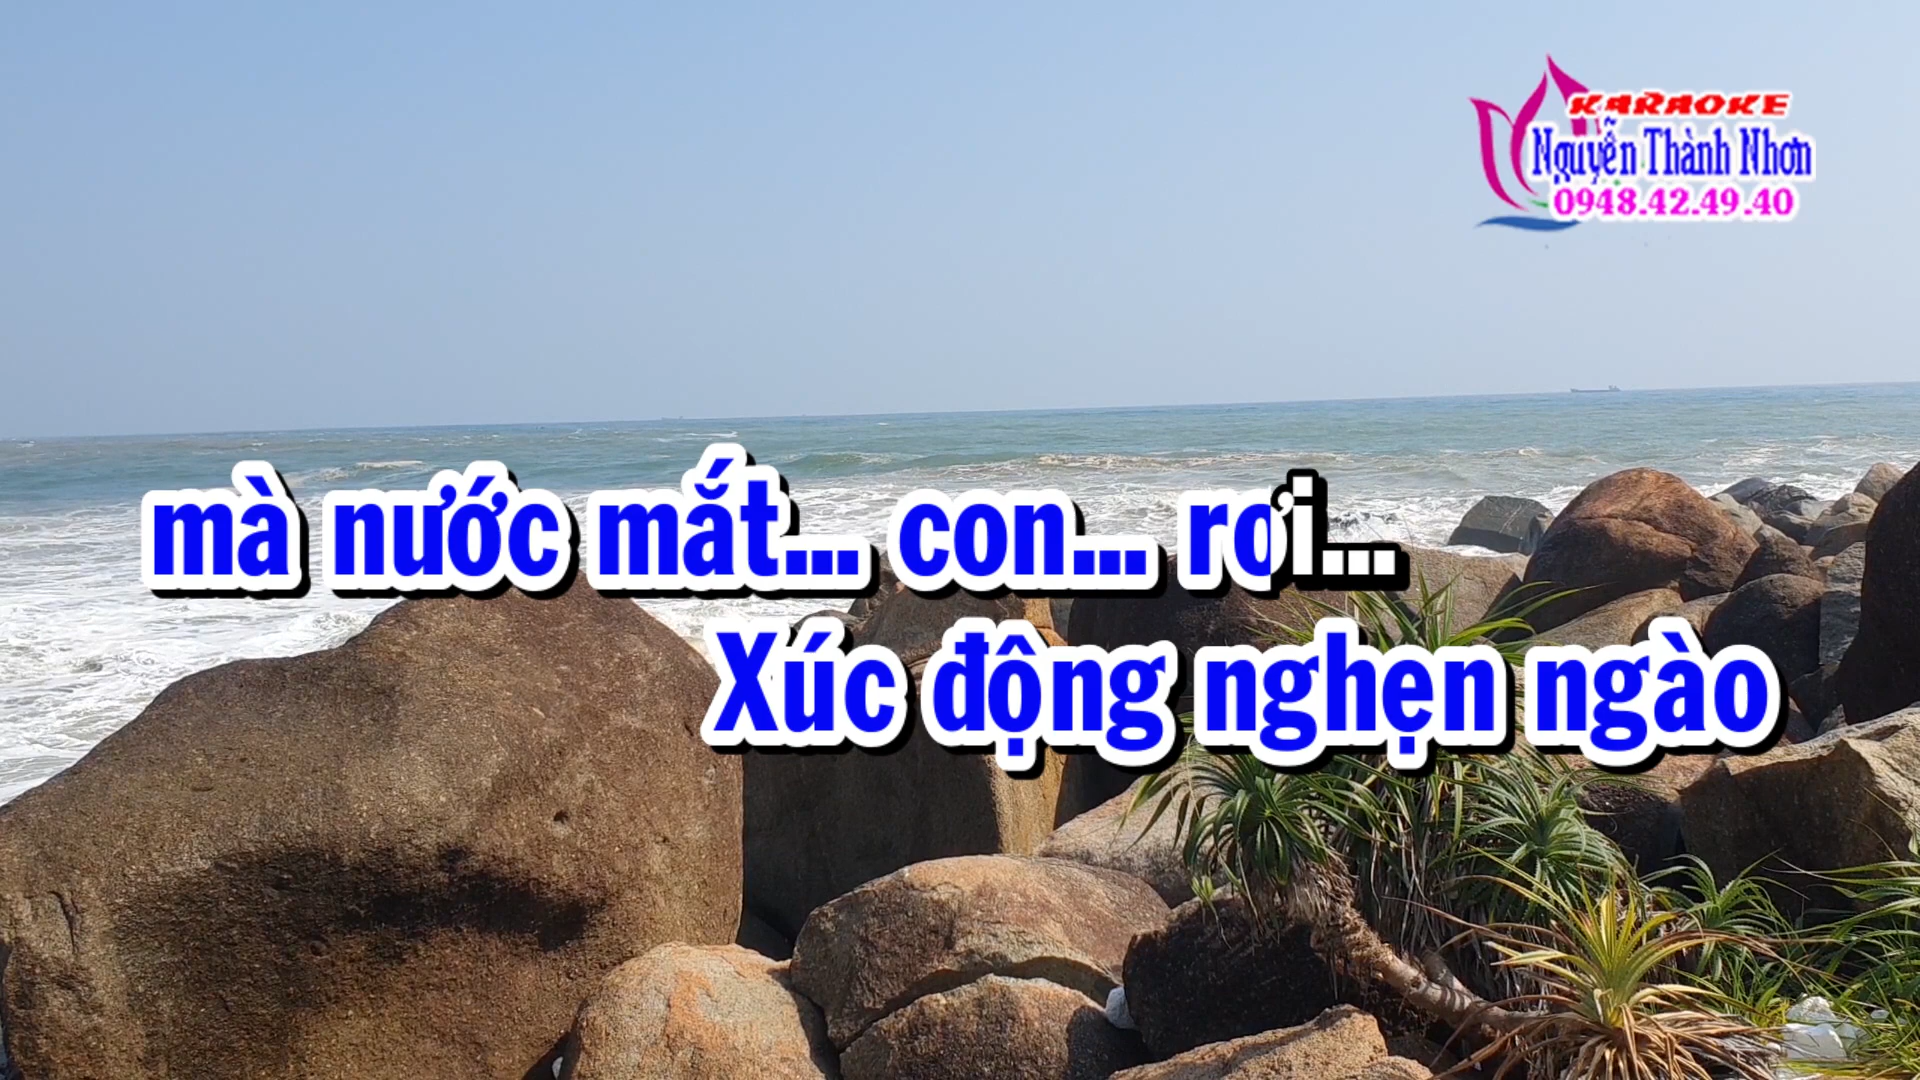 KARAOKE
Nguyễn Thành Nhơn
0948.42.49.40
mà nước mắt... con... rơi...
Xúc động nghẹn ngào